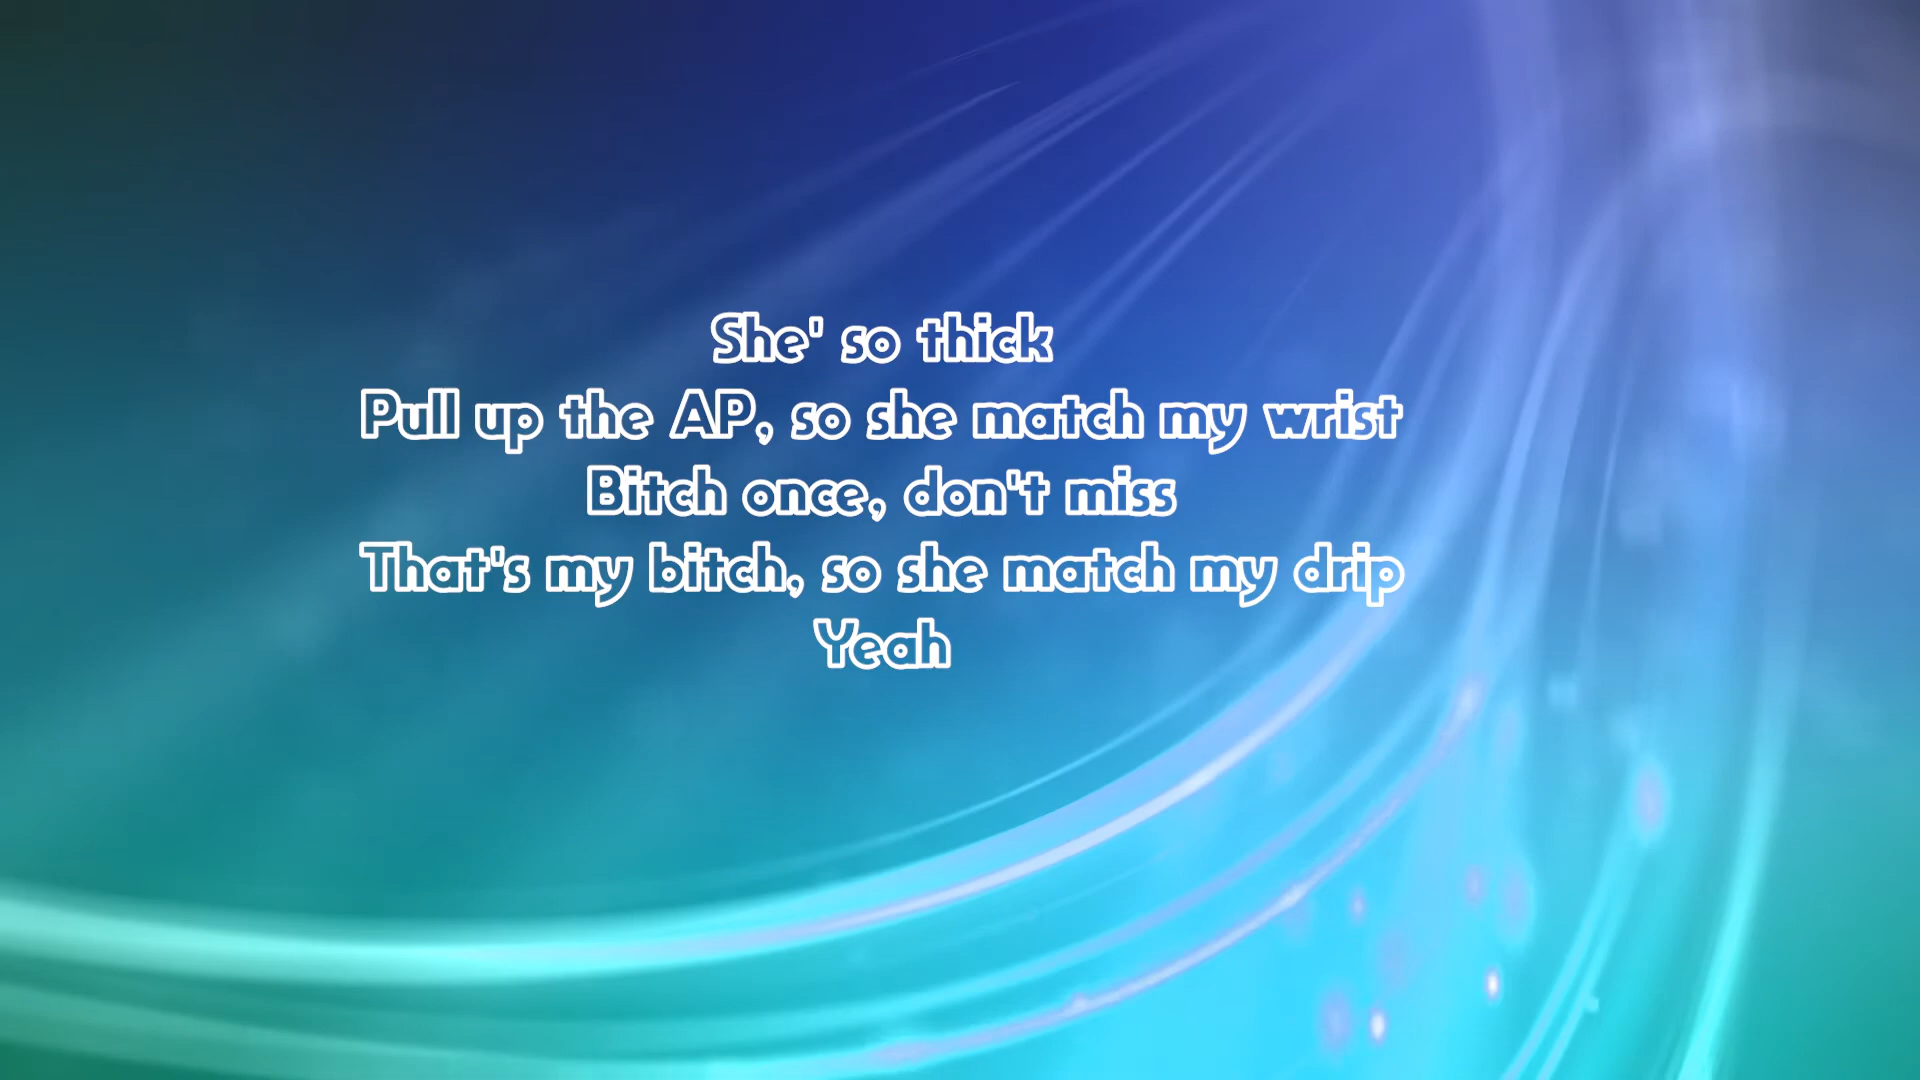 She' so thick
Pull up the AP, so she match my wrist
Bitch once, don't miss
That's my bitch, so she match my drip
Yeah